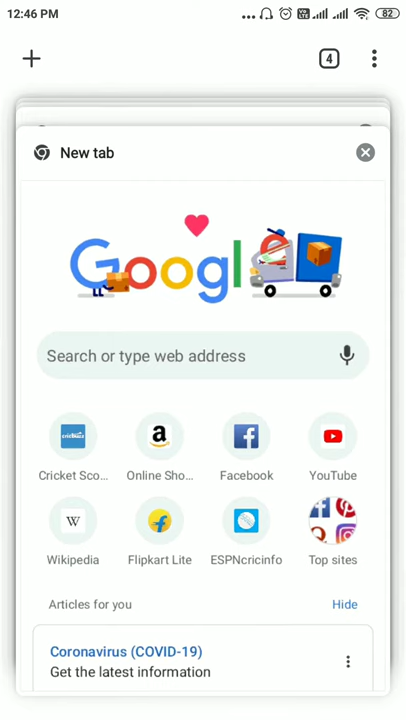 12:46 PM
82
4
New tab
Google
Search or type web address
Cricket Sco...
Online Sho...
Facebook
YouTube
Wikipedia
Flipkart Lite
ESPNcricinfo
Top sites
Articles for you
Hide
Coronavirus (COVID-19)
Get the latest information